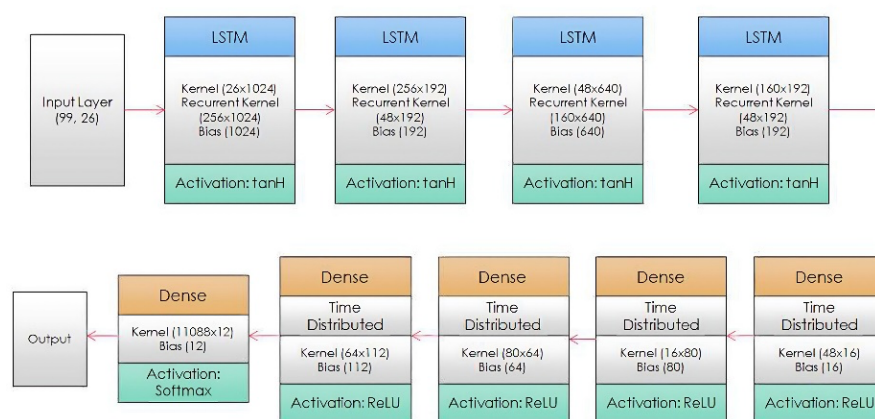 Input Layer
(99, 26)
LSTM
Kernel (26x1024)
Recurrent Kernel
(256x1024)
Bias (1024)
Activation: tanH
LSTM
Kernel (256x192)
Recurrent Kernel
(48x192)
Bias (192)
Activation: tanH
LSTM
Kernel (48x640)
Recurrent Kernel
(160x640)
Bias (640)
Activation: tanH
LSTM
Kernel (160x192)
Recurrent Kernel
(48x192)
Bias (192)
Activation: tanH
Output
Dense
Kernel (11088x12)
Bias (12)
Activation:
Softmax
Dense
Time
Distributed
Kernel (64x112)
Bias (112)
Activation: ReLU
Dense
Time
Distributed
Kernel (80x64)
Bias (64)
Activation: ReLU
Dense
Time
Distributed
Kernel (16x80)
Bias (80)
Activation: ReLU
Dense
Time
Distributed
Kernel (48x16)
Bias (16)
Activation: ReLU